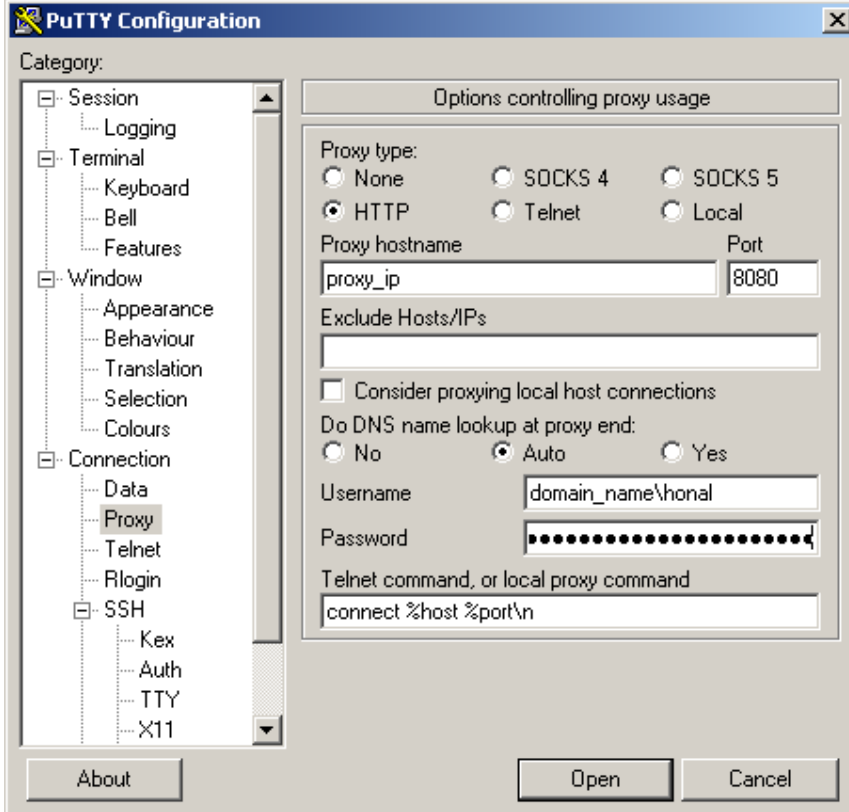 PuTTY Configuration
Category:
Session
Logging
Terminal
Keyboard
Bell
Features
Window
Appearance
Behaviour
Translation
Selection
Colours
Connection
Data
Proxy
Telnet
Rlogin
SSH
Kex
Auth
TTY
X11
Options controlling proxy usage
Proxy type:
None SOCKS 4 SOCKS 5
HTTP Telnet Local
Proxy hostname Port
proxy_ip 8080
Exclude Hosts/IPs
Consider proxying local host connections
Do DNS name lookup at proxy end:
No Auto Yes
Username domain_name\honal
Password
Telnet command, or local proxy command
connect %host %port\n
About Open Cancel